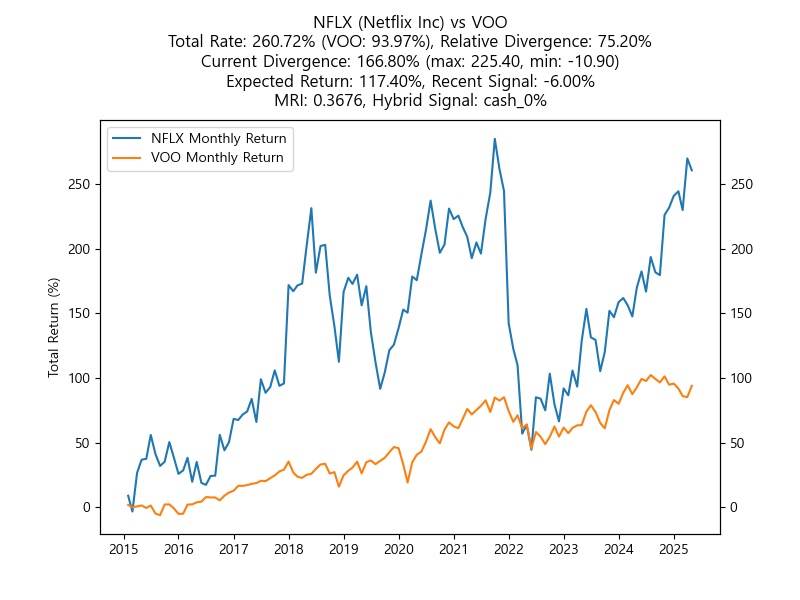 NFLX (Netflix Inc) vs VOO
Total Rate: 260.72% (VOO: 93.97%), Relative Divergence: 75.20%
Current Divergence: 166.80% (max: 225.40, min: -10.90)
Expected Return: 117.40%, Recent Signal: -6.00%
MRI: 0.3676, Hybrid Signal: cash_0%
NFLX Monthly Return
VOO Monthly Return
Total Return (%)
250 250
200 200
150 150
100 100
50 50
0 0
2015 2016 2017 2018 2019 2020 2021 2022 2023 2024 2025